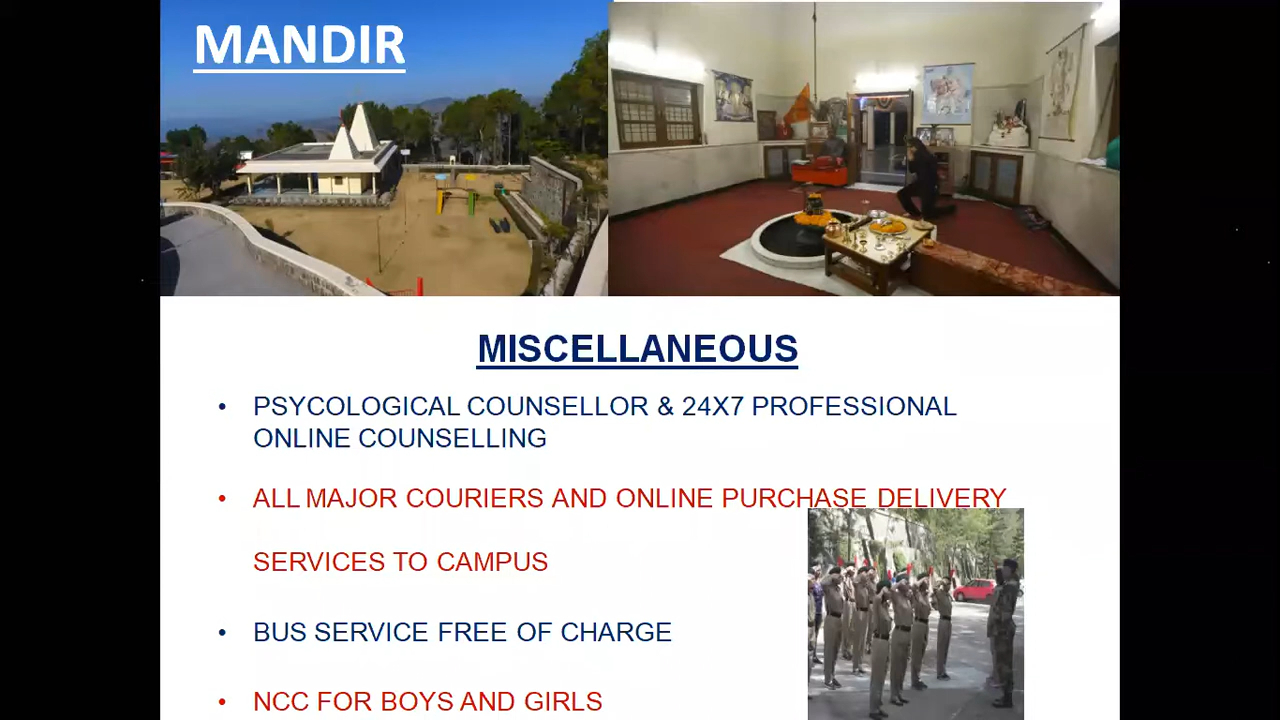 MANDIR
MISCELLANEOUS
• PSYCOLOGICAL COUNSELLOR & 24X7 PROFESSIONAL
ONLINE COUNSELLING
• ALL MAJOR COURIERS AND ONLINE PURCHASE DELIVERY
SERVICES TO CAMPUS
• BUS SERVICE FREE OF CHARGE
• NCC FOR BOYS AND GIRLS